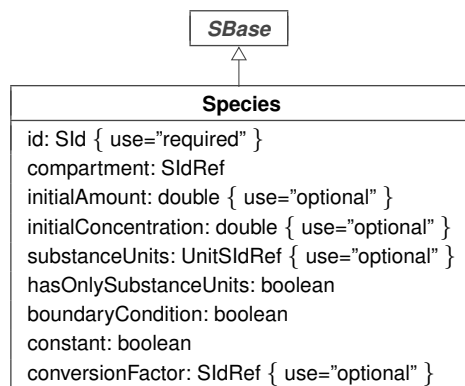 SBase
Species
id: SId { use=”required” }
compartment: SIdRef
initialAmount: double { use=”optional” }
initialConcentration: double { use=”optional” }
substanceUnits: UnitSIdRef { use=”optional” }
hasOnlySubstanceUnits: boolean
boundaryCondition: boolean
constant: boolean
conversionFactor: SIdRef { use=”optional” }